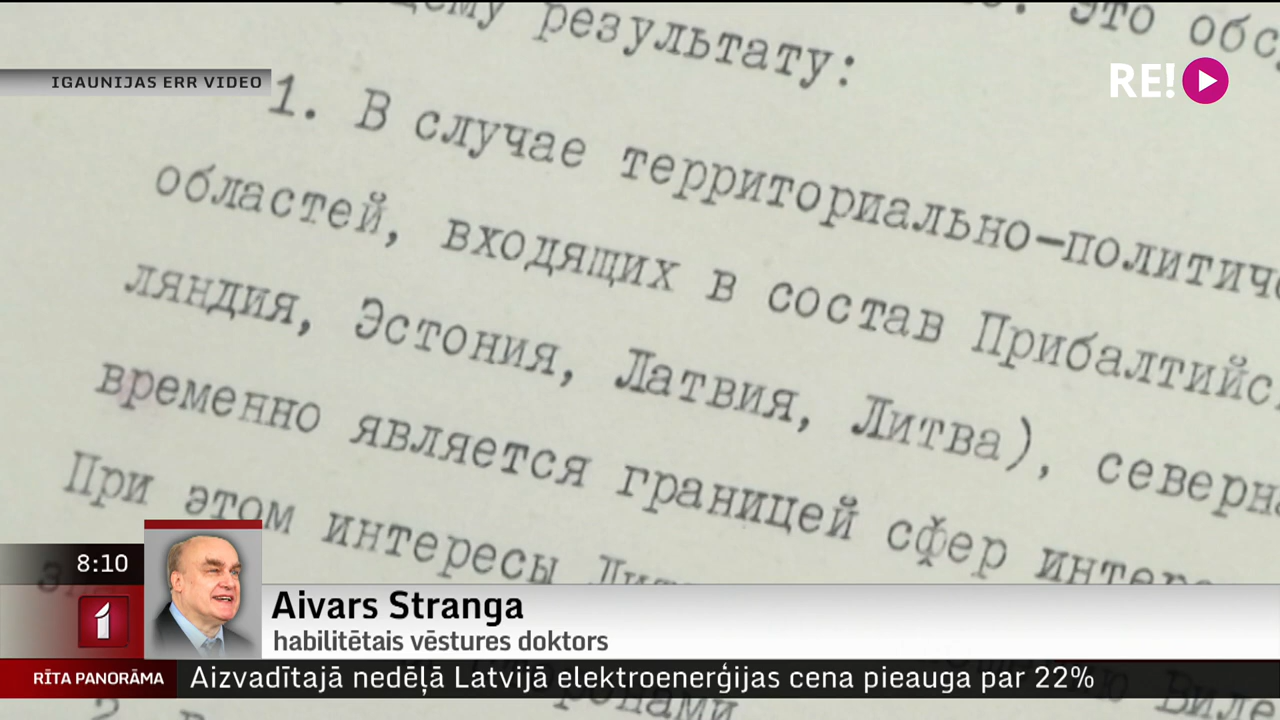 результату:
Это
IGAUNIJAS ERR VIDEO
RE!
1. В случае территориально-политич
областей, входящих в состав Прибалтийс
ляндия, Эстония, Латвия, Литва), северн
временно является границей сфер интер
При этом интересы
8:10
1
Aivars Stranga
habilitētais vēstures doktors
RĪTA PANORĀMA
Aizvadītajā nedēļā Latvijā elektroenerģijas cena pieauga par 22%